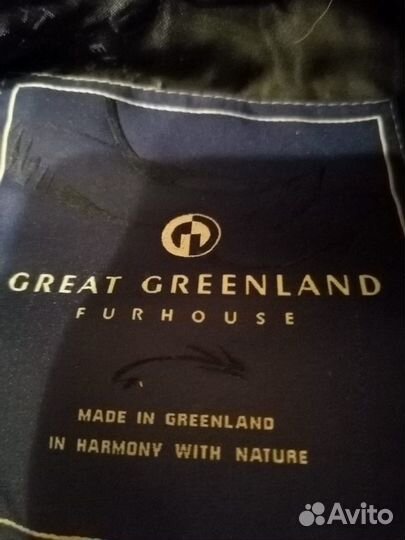 GREAT GREENLAND
FURHOUSE
MADE IN GREENLAND
IN HARMONY WITH NATURE
Avito